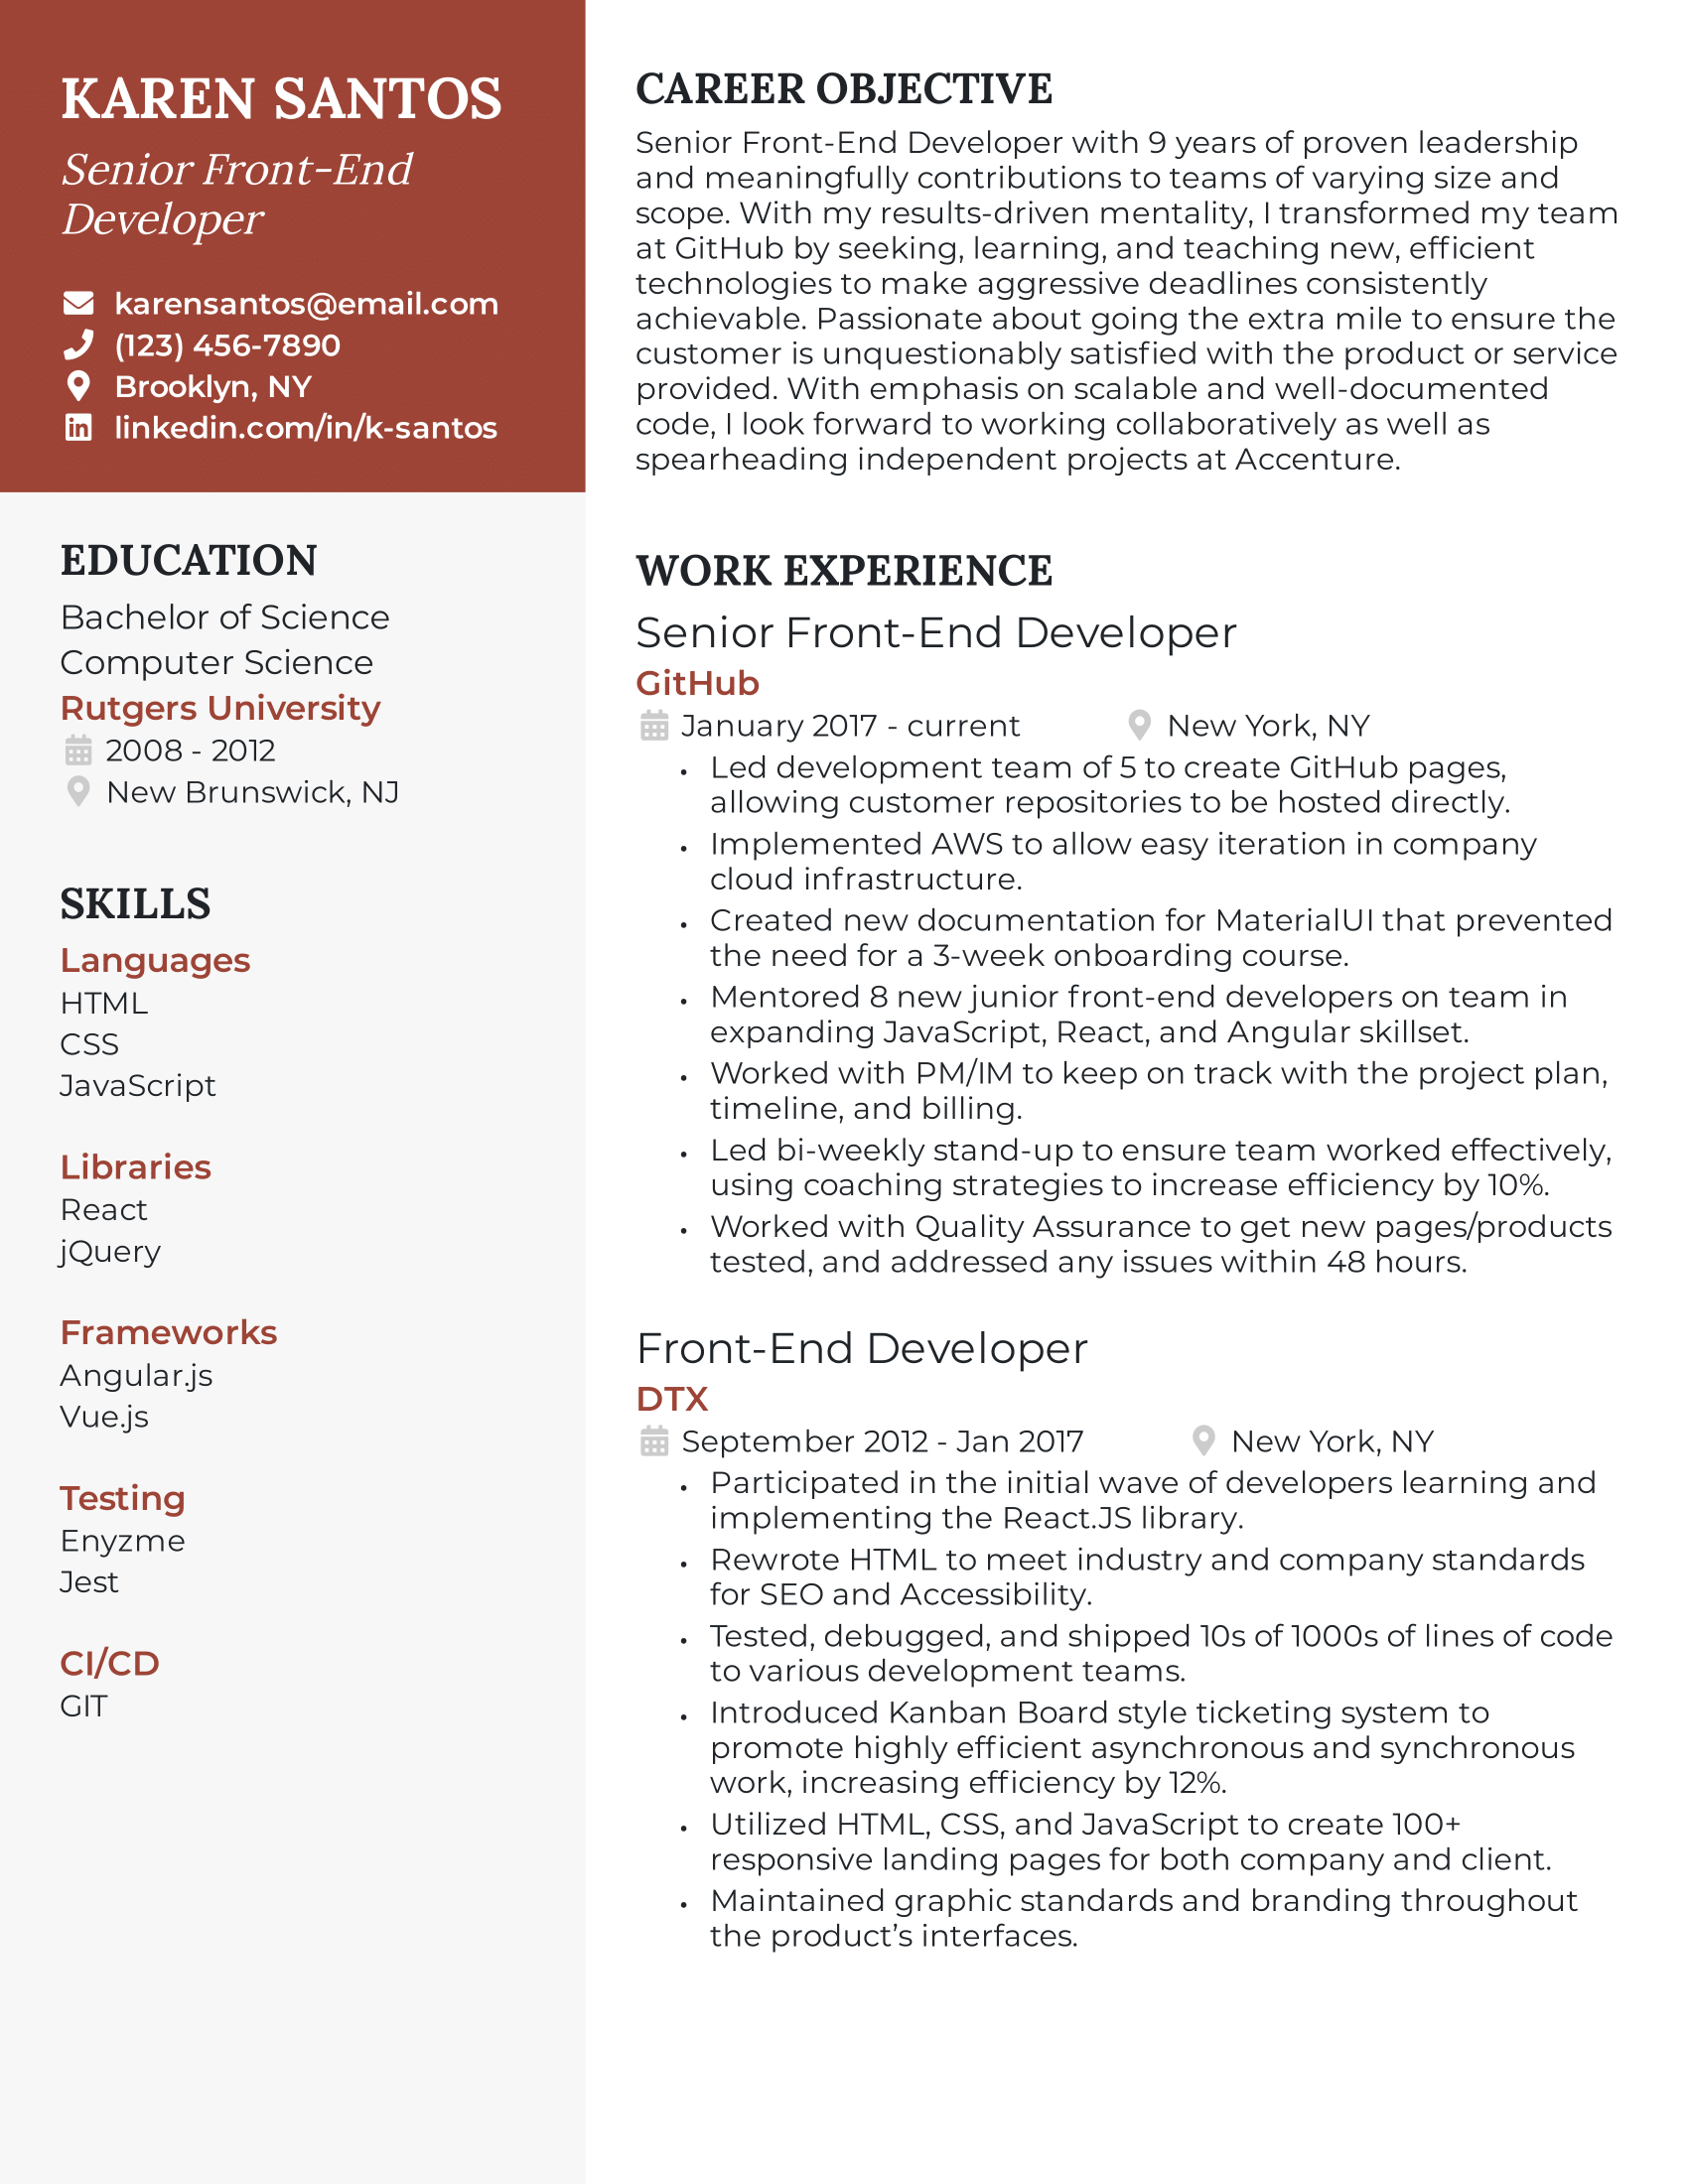 KAREN SANTOS
Senior Front-End
Developer
karensantos@email.com
(123) 456-7890
Brooklyn, NY
linkedin.com/in/k-santos
EDUCATION
Bachelor of Science
Computer Science
Rutgers University
2008 - 2012
New Brunswick, NJ
SKILLS
Languages
HTML
CSS
JavaScript
Libraries
React
jQuery
Frameworks
Angular.js
Vue.js
Testing
Enyzme
Jest
CI/CD
GIT
CAREER OBJECTIVE
Senior Front-End Developer with 9 years of proven leadership
and meaningfully contributions to teams of varying size and
scope. With my results-driven mentality, I transformed my team
at GitHub by seeking, learning, and teaching new, efficient
technologies to make aggressive deadlines consistently
achievable. Passionate about going the extra mile to ensure the
customer is unquestionably satisfied with the product or service
provided. With emphasis on scalable and well-documented
code, I look forward to working collaboratively as well as
spearheading independent projects at Accenture.
WORK EXPERIENCE
Senior Front-End Developer
GitHub
January 2017 - current New York, NY
• Led development team of 5 to create GitHub pages,
allowing customer repositories to be hosted directly.
• Implemented AWS to allow easy iteration in company
cloud infrastructure.
• Created new documentation for MaterialUI that prevented
the need for a 3-week onboarding course.
• Mentored 8 new junior front-end developers on team in
expanding JavaScript, React, and Angular skillset.
• Worked with PM/IM to keep on track with the project plan,
timeline, and billing.
• Led bi-weekly stand-up to ensure team worked effectively,
using coaching strategies to increase efficiency by 10%.
• Worked with Quality Assurance to get new pages/products
tested, and addressed any issues within 48 hours.
Front-End Developer
DTX
September 2012 - Jan 2017 New York, NY
• Participated in the initial wave of developers learning and
implementing the React.JS library.
• Rewrote HTML to meet industry and company standards
for SEO and Accessibility.
• Tested, debugged, and shipped 10s of 1000s of lines of code
to various development teams.
• Introduced Kanban Board style ticketing system to
promote highly efficient asynchronous and synchronous
work, increasing efficiency by 12%.
• Utilized HTML, CSS, and JavaScript to create 100+
responsive landing pages for both company and client.
• Maintained graphic standards and branding throughout
the product’s interfaces.